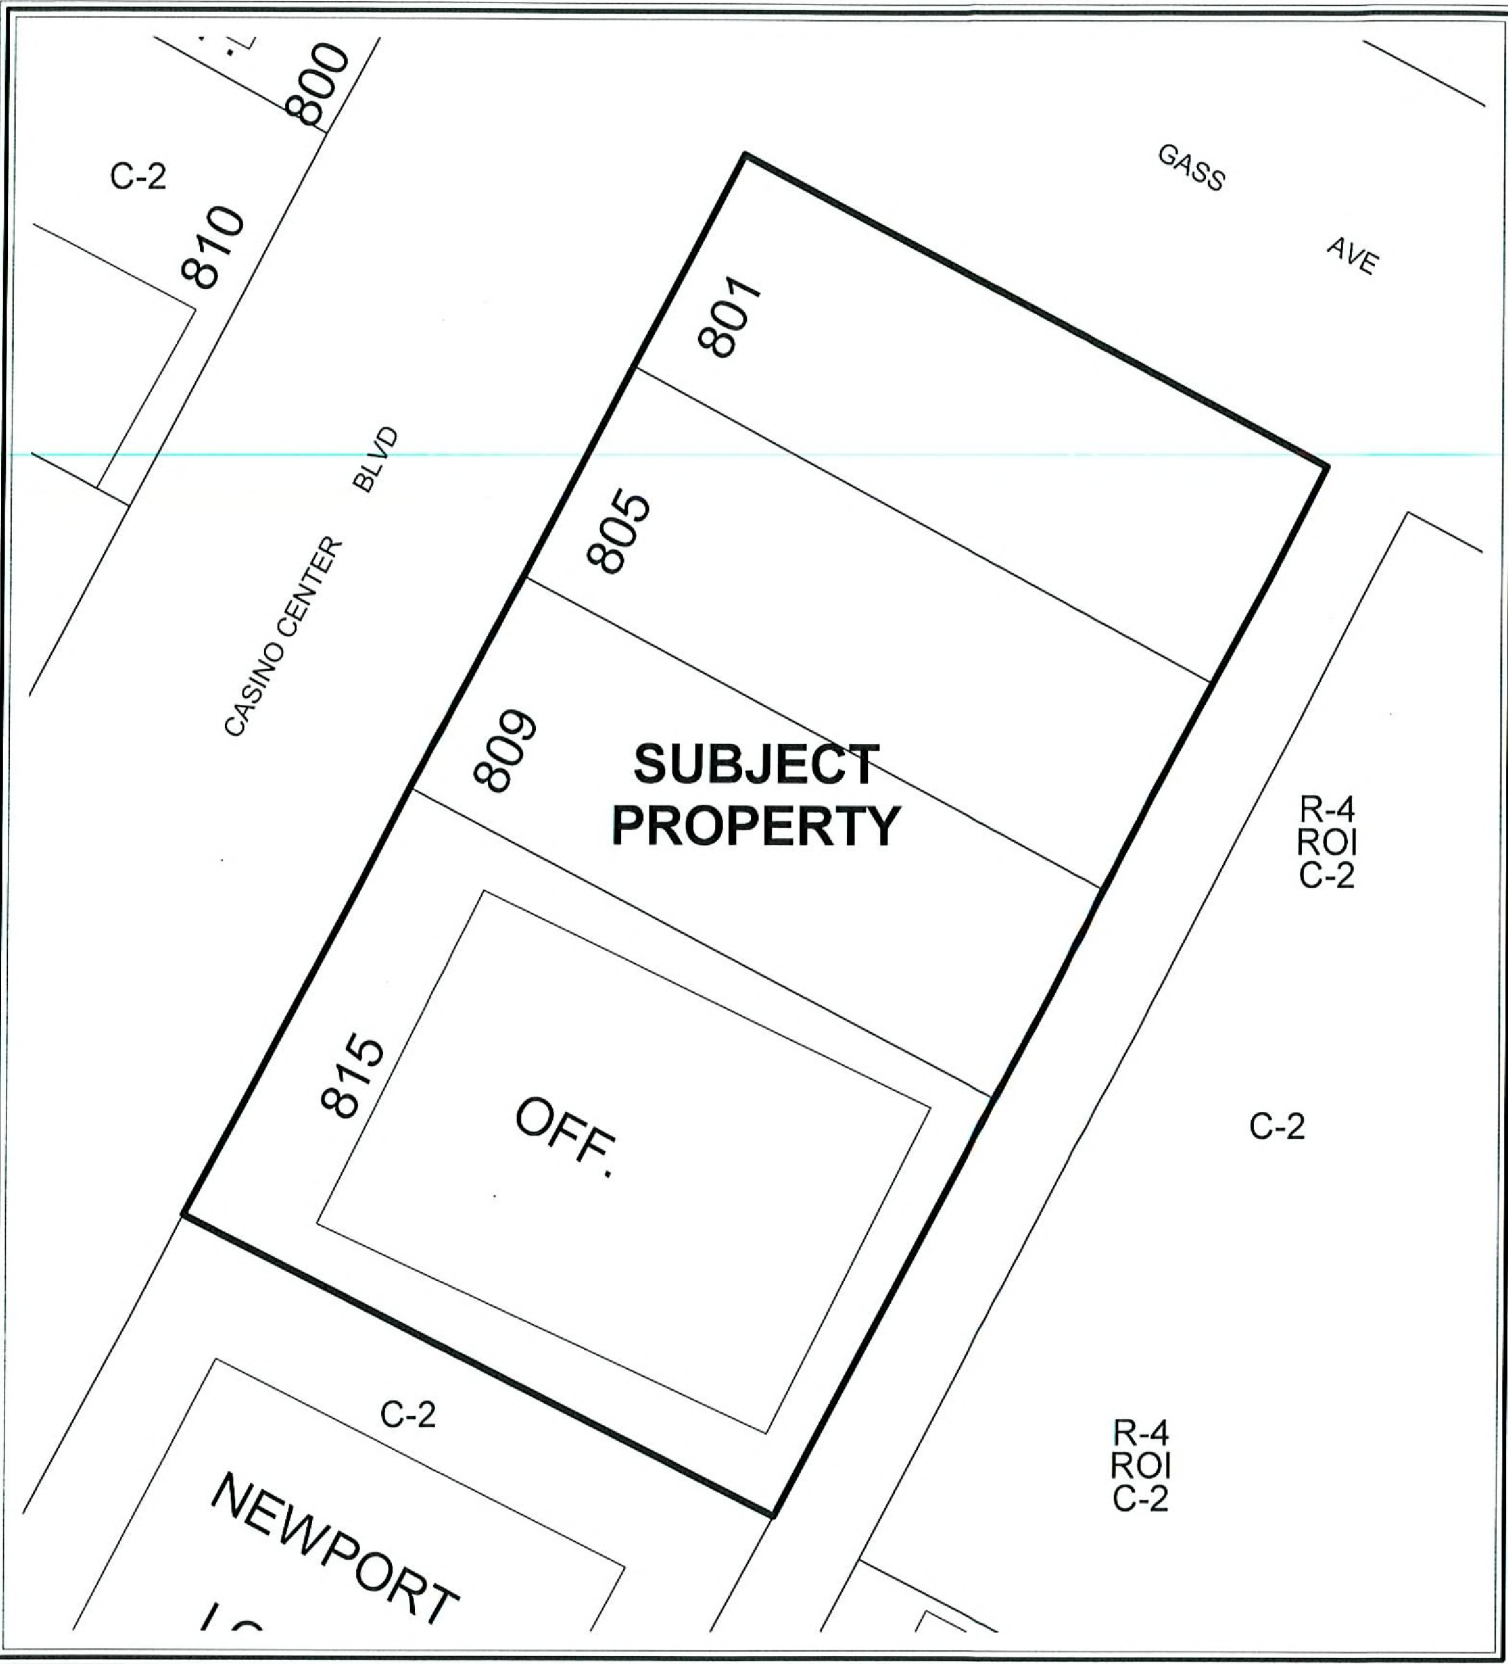 800
C-2
GASS
810
AVE
801
BLVD
805
CASINO CENTER
809
SUBJECT
PROPERTY
R-4
ROI
C-2
815
OFF.
C-2
C-2
R-4
ROI
C-2
NEWPORT